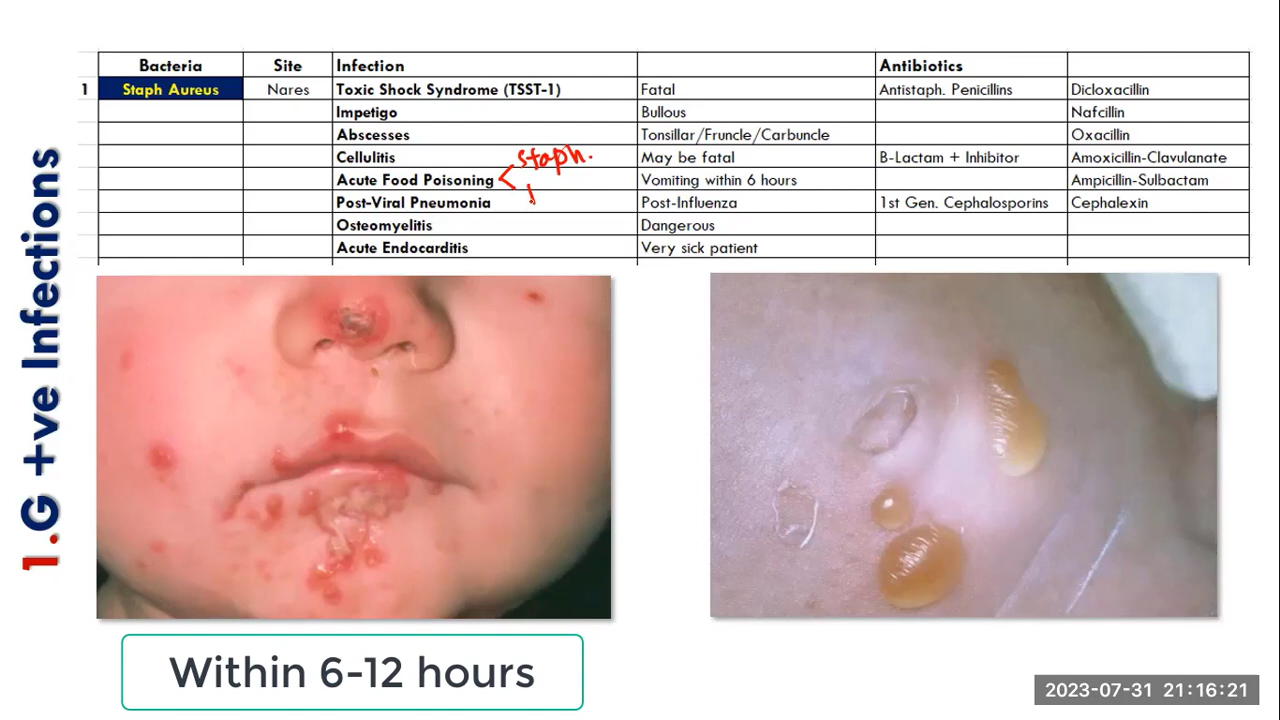 1.G +ve Infections
Bacteria Site Infection Antibiotics
1 Staph Aureus Nares Toxic Shock Syndrome (TSST-1) Fatal Antistaph. Penicillins Dicloxacillin
Impetigo Bullous Nafcillin
Abscesses Tonsillar/Fruncle/Carbuncle Oxacillin
staph.
Cellulitis May be fatal B-Lactam + Inhibitor Amoxicillin-Clavulanate
Acute Food Poisoning Vomiting within 6 hours Ampicillin-Sulbactam
Post-Viral Pneumonia Post-Influenza 1st Gen. Cephalosporins Cephalexin
Osteomyelitis Dangerous
Acute Endocarditis Very sick patient
Within 6-12 hours
2023-07-31 21:16:21